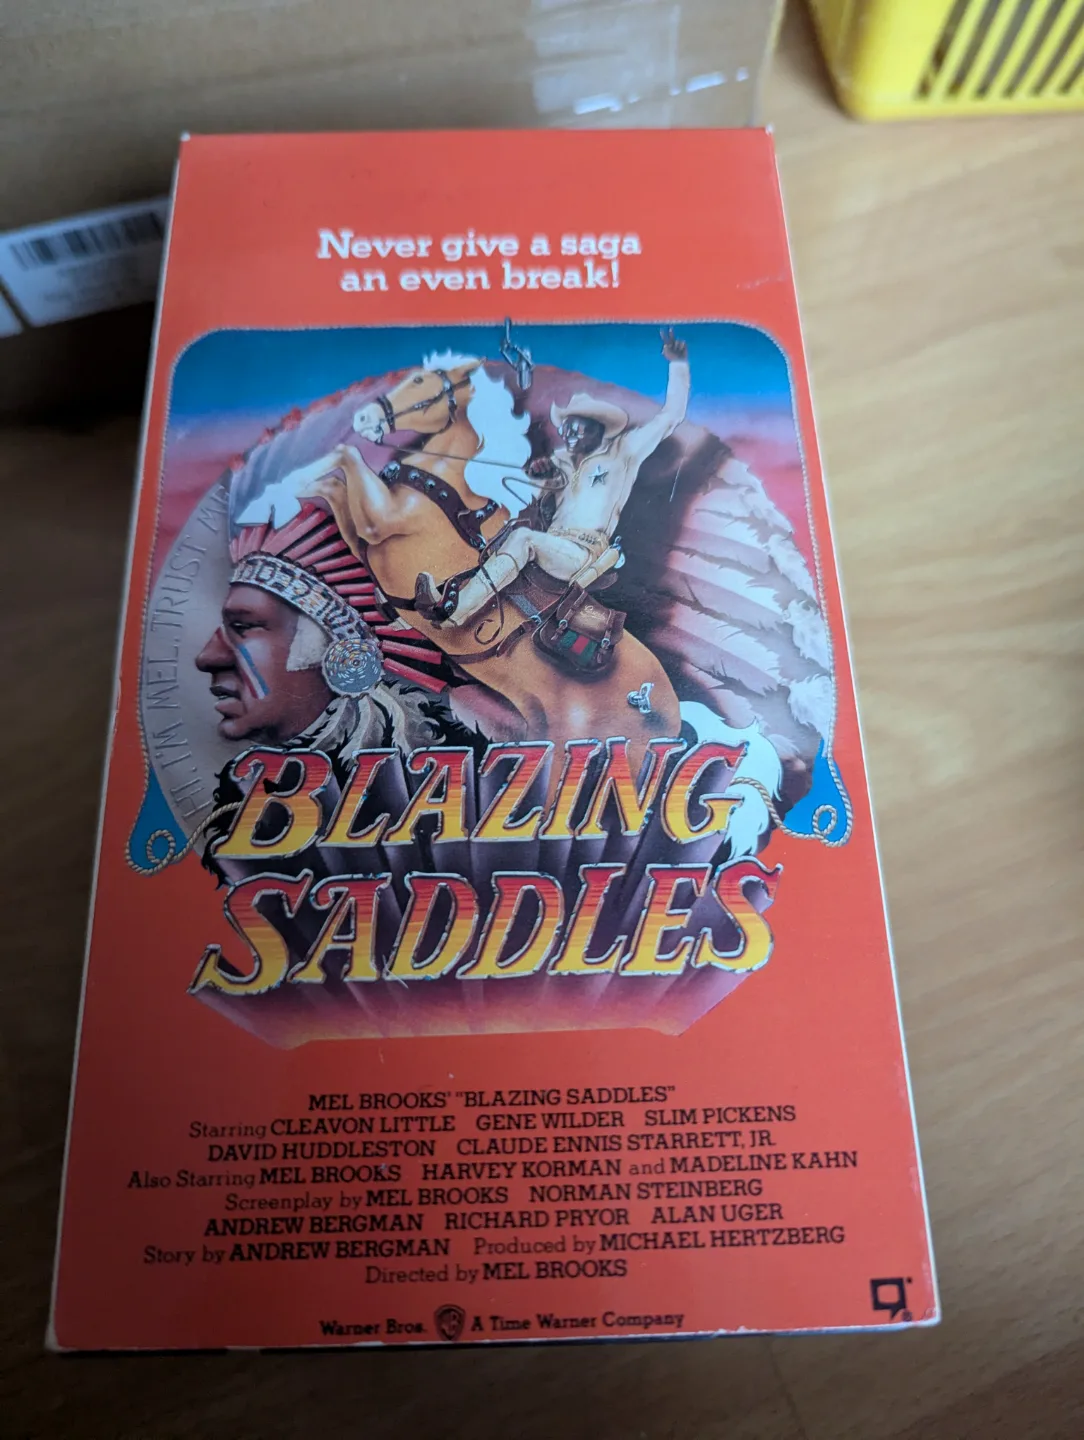 Never give a saga
an even break!
HI, I'M MEL, TRUST
BLAZING
SADDLES
MEL BROOKS' "BLAZING SADDLES"
Starring CLEAVON LITTLE GENE WILDER SLIM PICKENS
DAVID HUDDLESTON CLAUDE ENNIS STARRETT, JR.
Also Starring MEL BROOKS HARVEY KORMAN and MADELINE KAHN
Screenplay by MEL BROOKS NORMAN STEINBERG
ANDREW BERGMAN RICHARD PRYOR ALAN UGER
Story by ANDREW BERGMAN Produced by MICHAEL HERTZBERG
Directed by MEL BROOKS
Warner Bros. WB A Time Warner Company